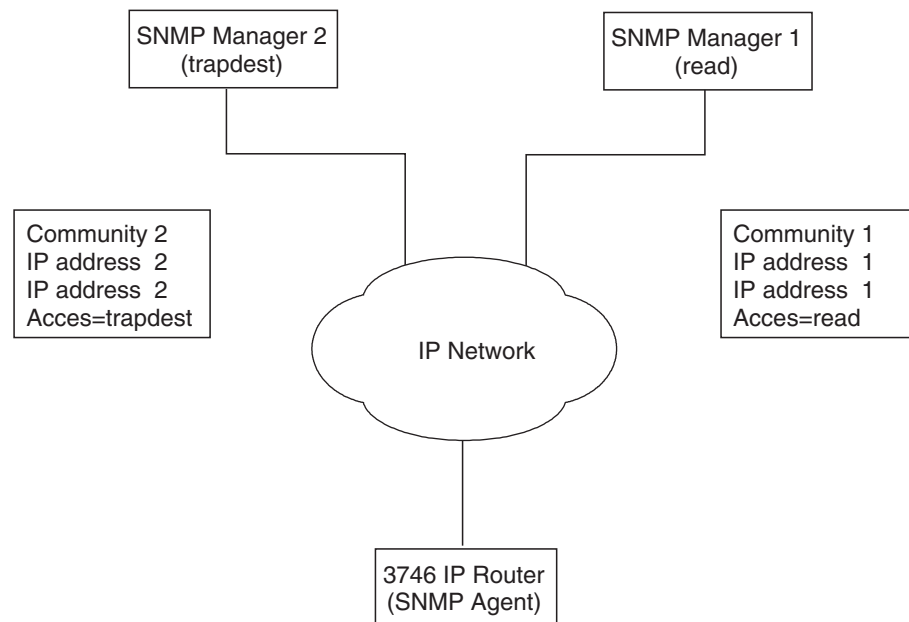 SNMP Manager 2
(trapdest)
SNMP Manager 1
(read)
Community 2
IP address 2
IP address 2
Acces=trapdest
Community 1
IP address 1
IP address 1
Acces=read
IP Network
3746 IP Router
(SNMP Agent)